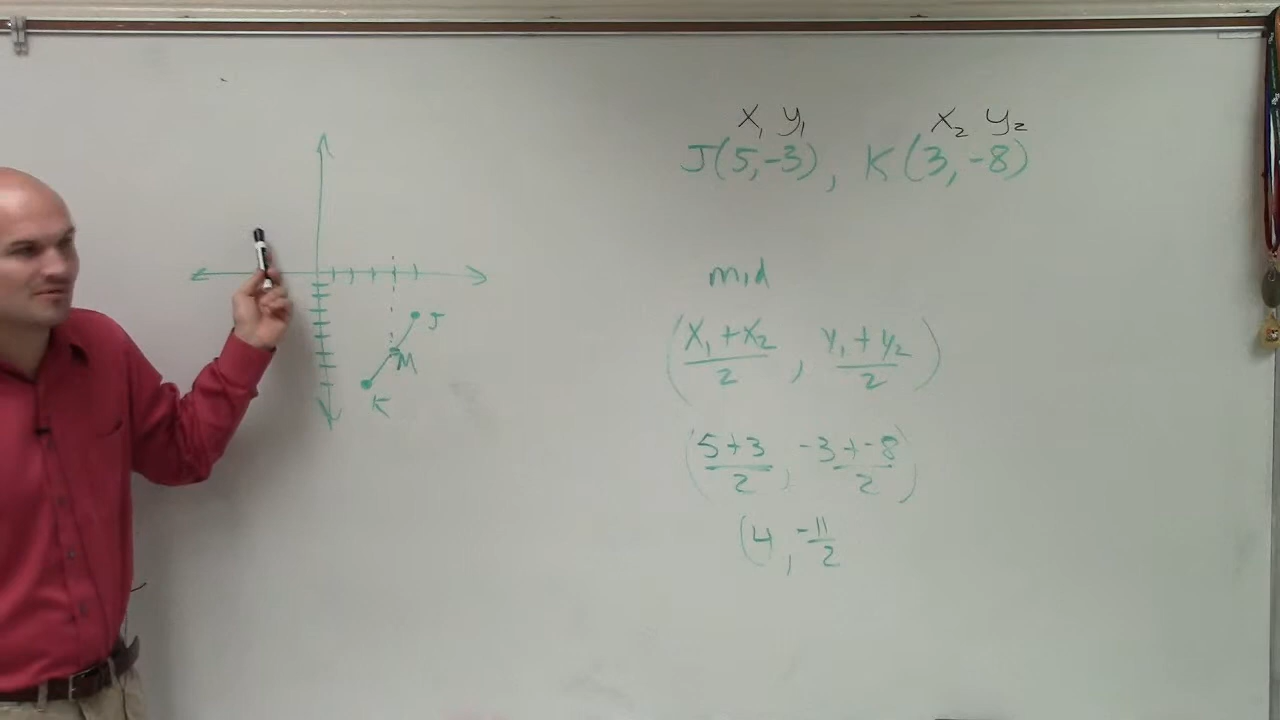 x₁ y₁ x₂ y₂
J(5,-3), K(3,-8)
mid
(x₁+x₂/2, y₁+y₂/2)
(5+3/2, -3+-8/2)
(4, -11/2
J
M
K